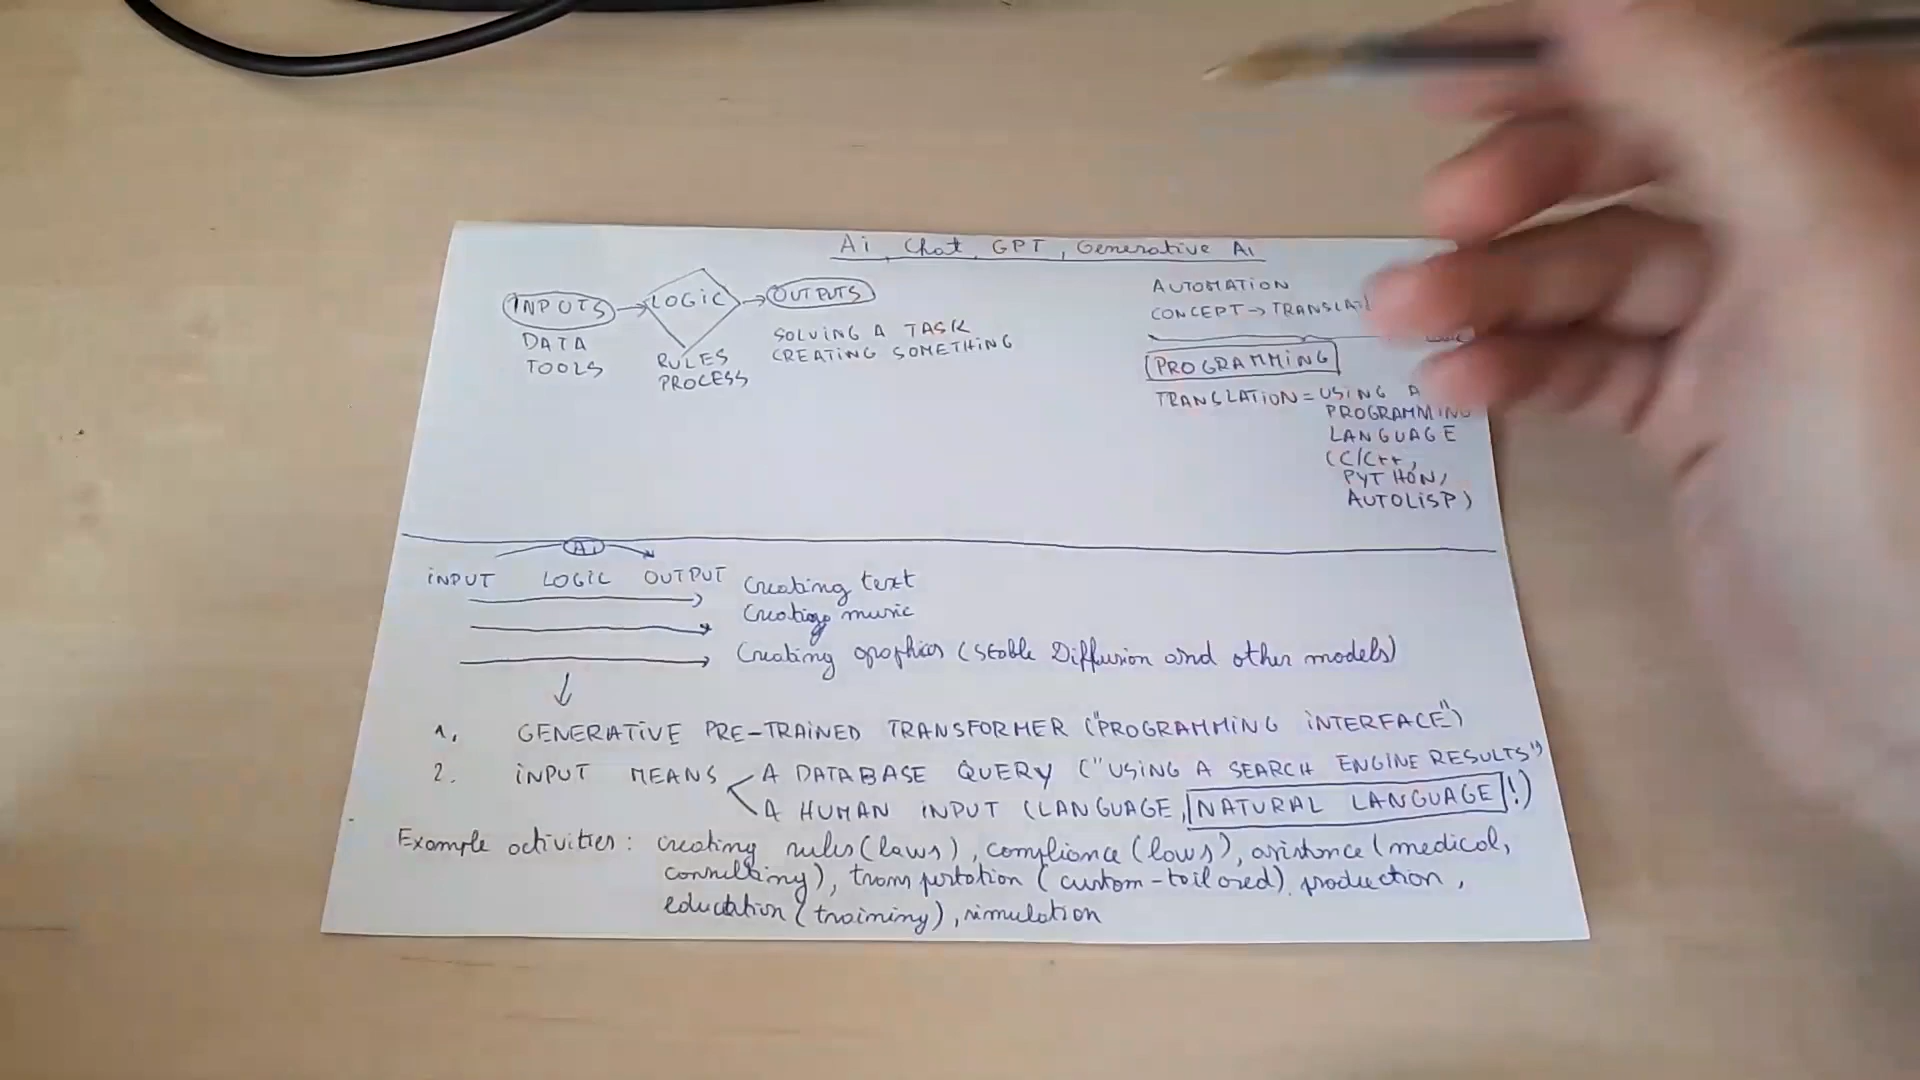 Ai, Chat GPT, Generative Ai
INPUTS → LOGIC → OUTPUTS
DATA
TOOLS
RULES
PROCESS
SOLVING A TASK
CREATING SOMETHING
AUTOMATION
CONCEPT →
PROGRAMMING
TRANSLATION = USING A
PROGRAMMING
LANGUAGE
(C/C++,
PYTHON,
AUTOLISP)
Ai
INPUT LOGIC OUTPUT
Creating text
Creating music
Creating graphics (Stable Diffusion and other models)
1. GENERATIVE PRE-TRAINED TRANSFORMER ("PROGRAMMING INTERFACE")
2. INPUT MEANS A DATABASE QUERY ("USING A SEARCH ENGINE RESULTS")
A HUMAN INPUT (LANGUAGE, NATURAL LANGUAGE!)
Example activities: creating rules (laws), compliance (laws), assistance (medical,
consulting), transportation (custom-tailored), production,
education (training), simulation